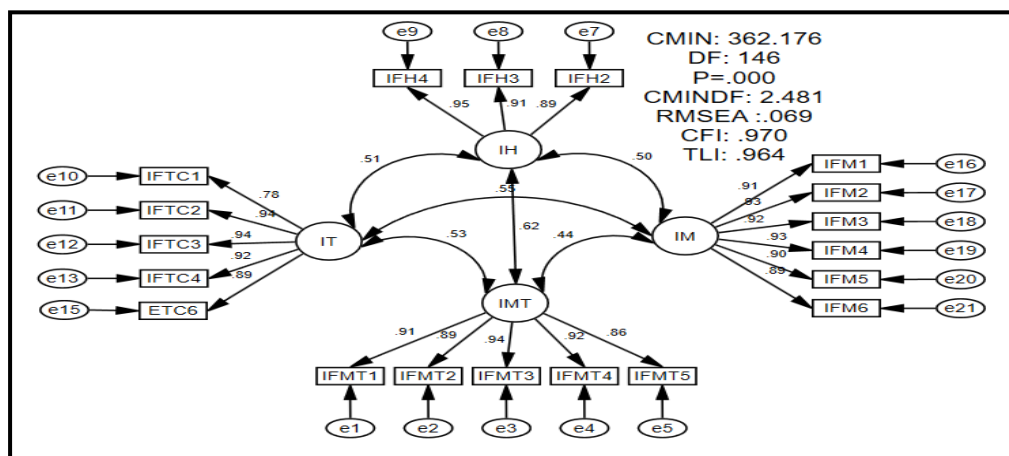 e9
e8
e7
CMIN: 362.176
DF: 146
P=.000
CMINDF: 2.481
RMSEA :.069
CFI: .970
TLI: .964
IFH4
IFH3
IFH2
.95
.91
.89
IH
.51
.50
e10
IFTC1
e11
IFTC2
e12
IFTC3
e13
IFTC4
e15
ETC6
.78
.94
.94
.92
.89
IT
.55
.62
.53
.44
IM
.91
.93
.92
.93
.90
.89
IFM1
e16
IFM2
e17
IFM3
e18
IFM4
e19
IFM5
e20
IFM6
e21
IMT
.91
.89
.94
.92
.86
IFMT1
IFMT2
IFMT3
IFMT4
IFMT5
e1
e2
e3
e4
e5